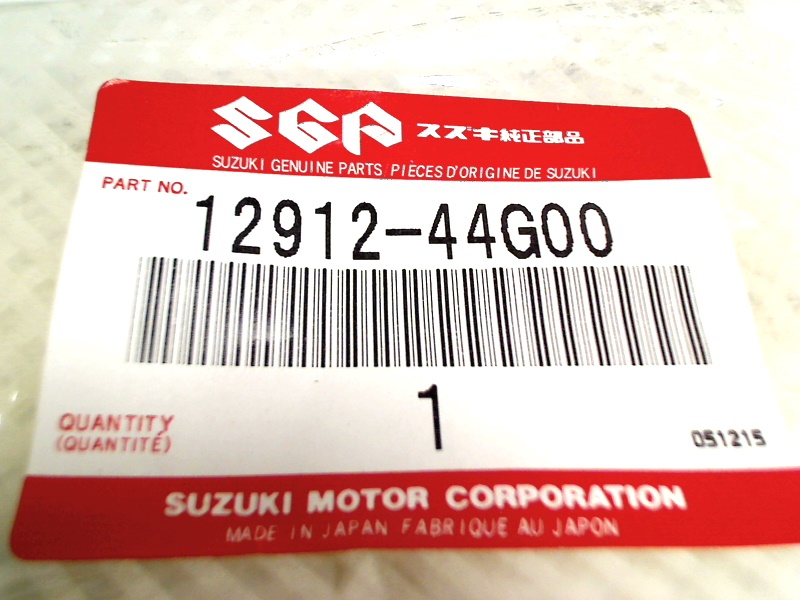 SGP スズキ純正部品
SUZUKI GENUINE PARTS/PIÈCES D'ORIGINE DE SUZUKI
PART NO. 12912-44G00
QUANTITY 1
(QUANTITÉ) 051215
SUZUKI MOTOR CORPORATION
MADE IN JAPAN FABRIQUE AU JAPON